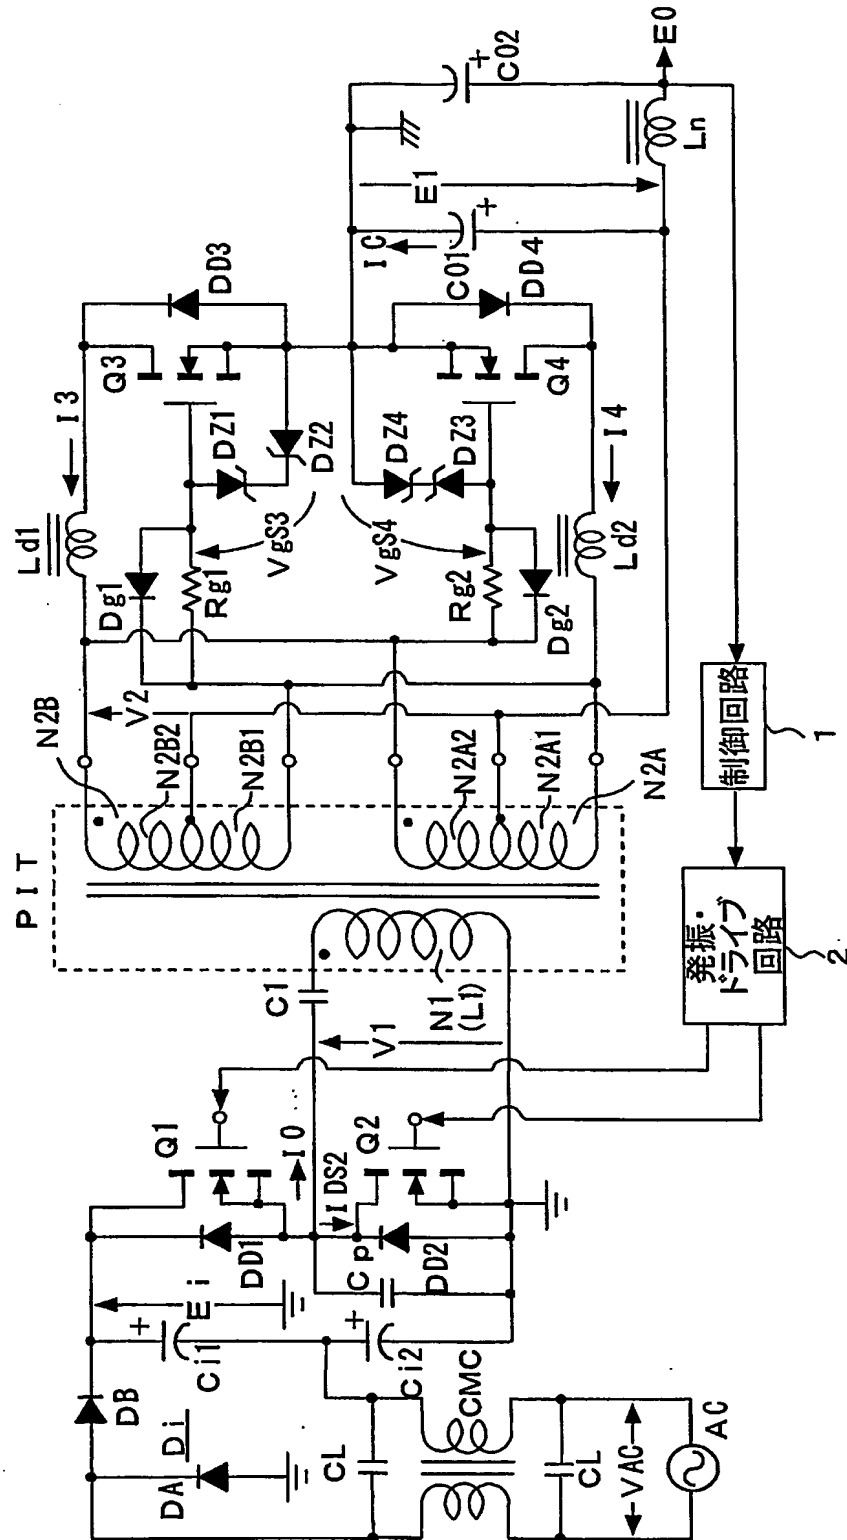 AC
VAC
CL
CMC
CL
DA
Di
DB
Ci1
+
Ci2
+
Ei
DD1
Cp
DD2
Q1
I0
IDS2
Q2
V1
C1
N1
(L1)
PIT
N2B
N2B2
N2B1
N2A2
N2A1
N2A
V2
Dg1
Rg1
Ld1
I3
VgS3
VgS4
Rg2
Dg2
Ld2
I4
Q3
DZ1
DZ2
DZ4
DZ3
Q4
DD3
DD4
IC
C01
+
E1
C02
+
Ln
E0
制御回路
1
発振・
ドライブ
回路
2